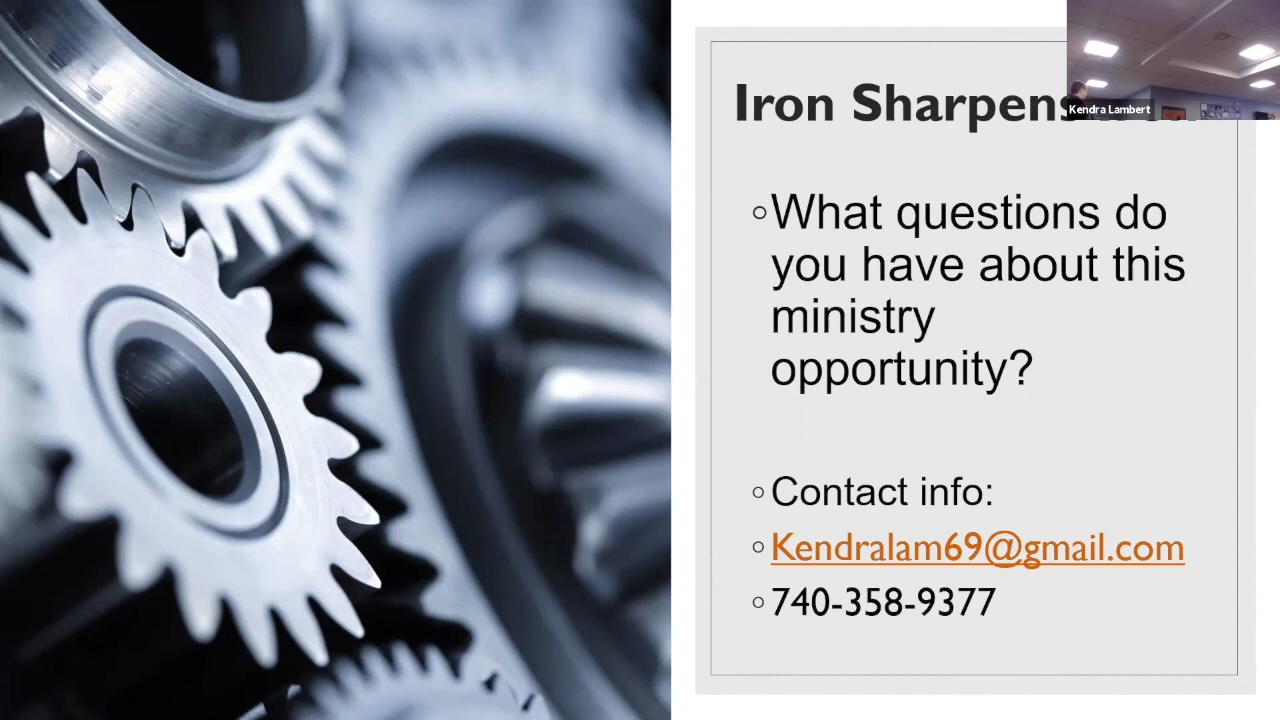 Iron Sharpens
Kendra Lambert
◦What questions do
you have about this
ministry
opportunity?
◦Contact info:
◦Kendralam69@gmail.com
◦740-358-9377